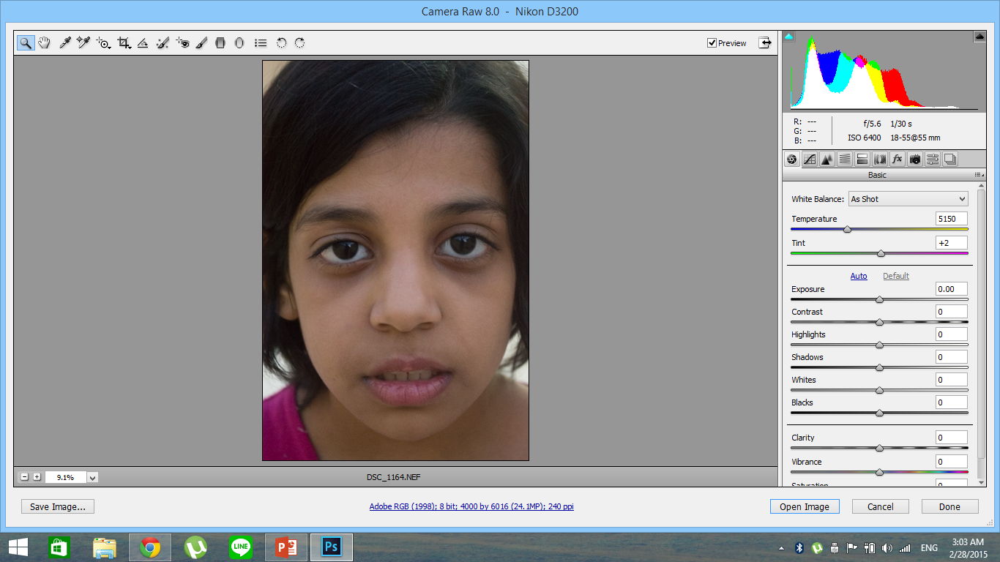 Camera Raw 8.0 - Nikon D3200
Preview
R: ---
G: ---
B: ---
f/5.6 1/30 s
ISO 6400 18-55@55 mm
fx
Basic
White Balance: As Shot
Temperature 5150
Tint +2
Auto Default
Exposure 0.00
Contrast 0
Highlights 0
Shadows 0
Whites 0
Blacks 0
Clarity 0
Vibrance 0
Saturation 0
9.1%
DSC_1164.NEF
Save Image...
Adobe RGB (1998); 8 bit; 4000 by 6016 (24.1MP); 240 ppi
Open Image Cancel Done
LINE
P
Ps
ENG
3:03 AM
2/28/2015